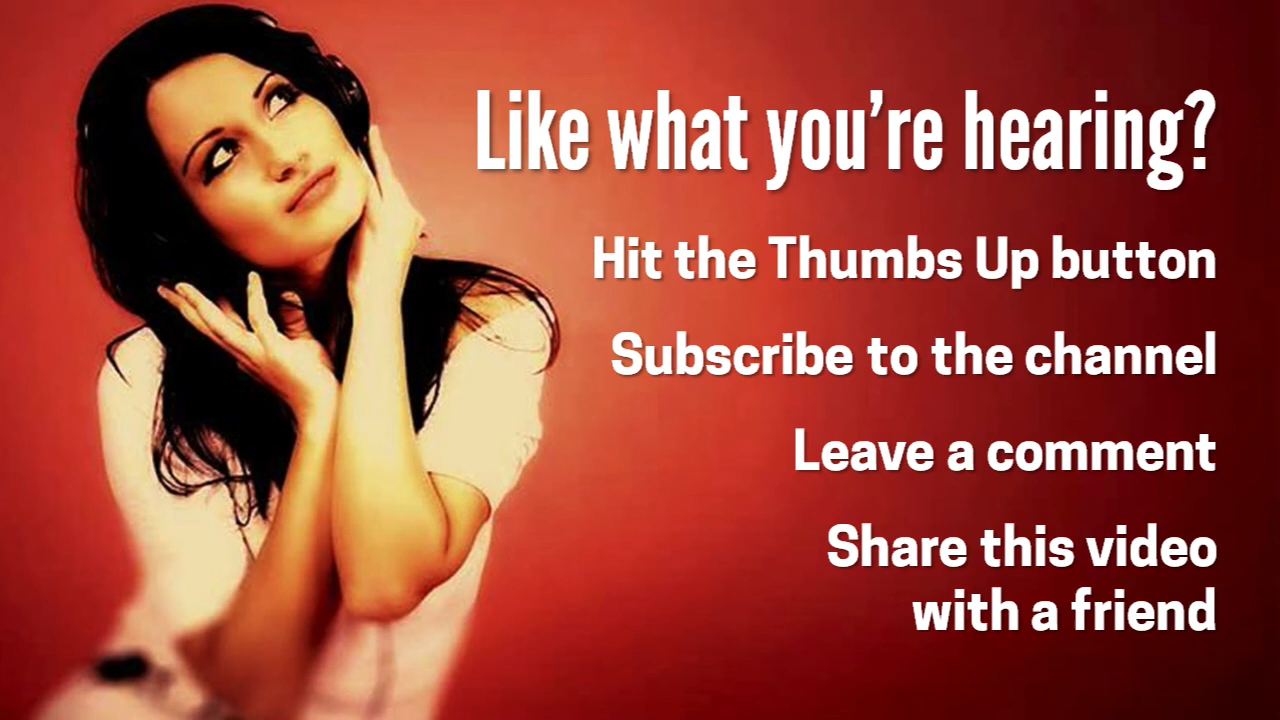 Like what you’re hearing?
Hit the Thumbs Up button
Subscribe to the channel
Leave a comment
Share this video
with a friend